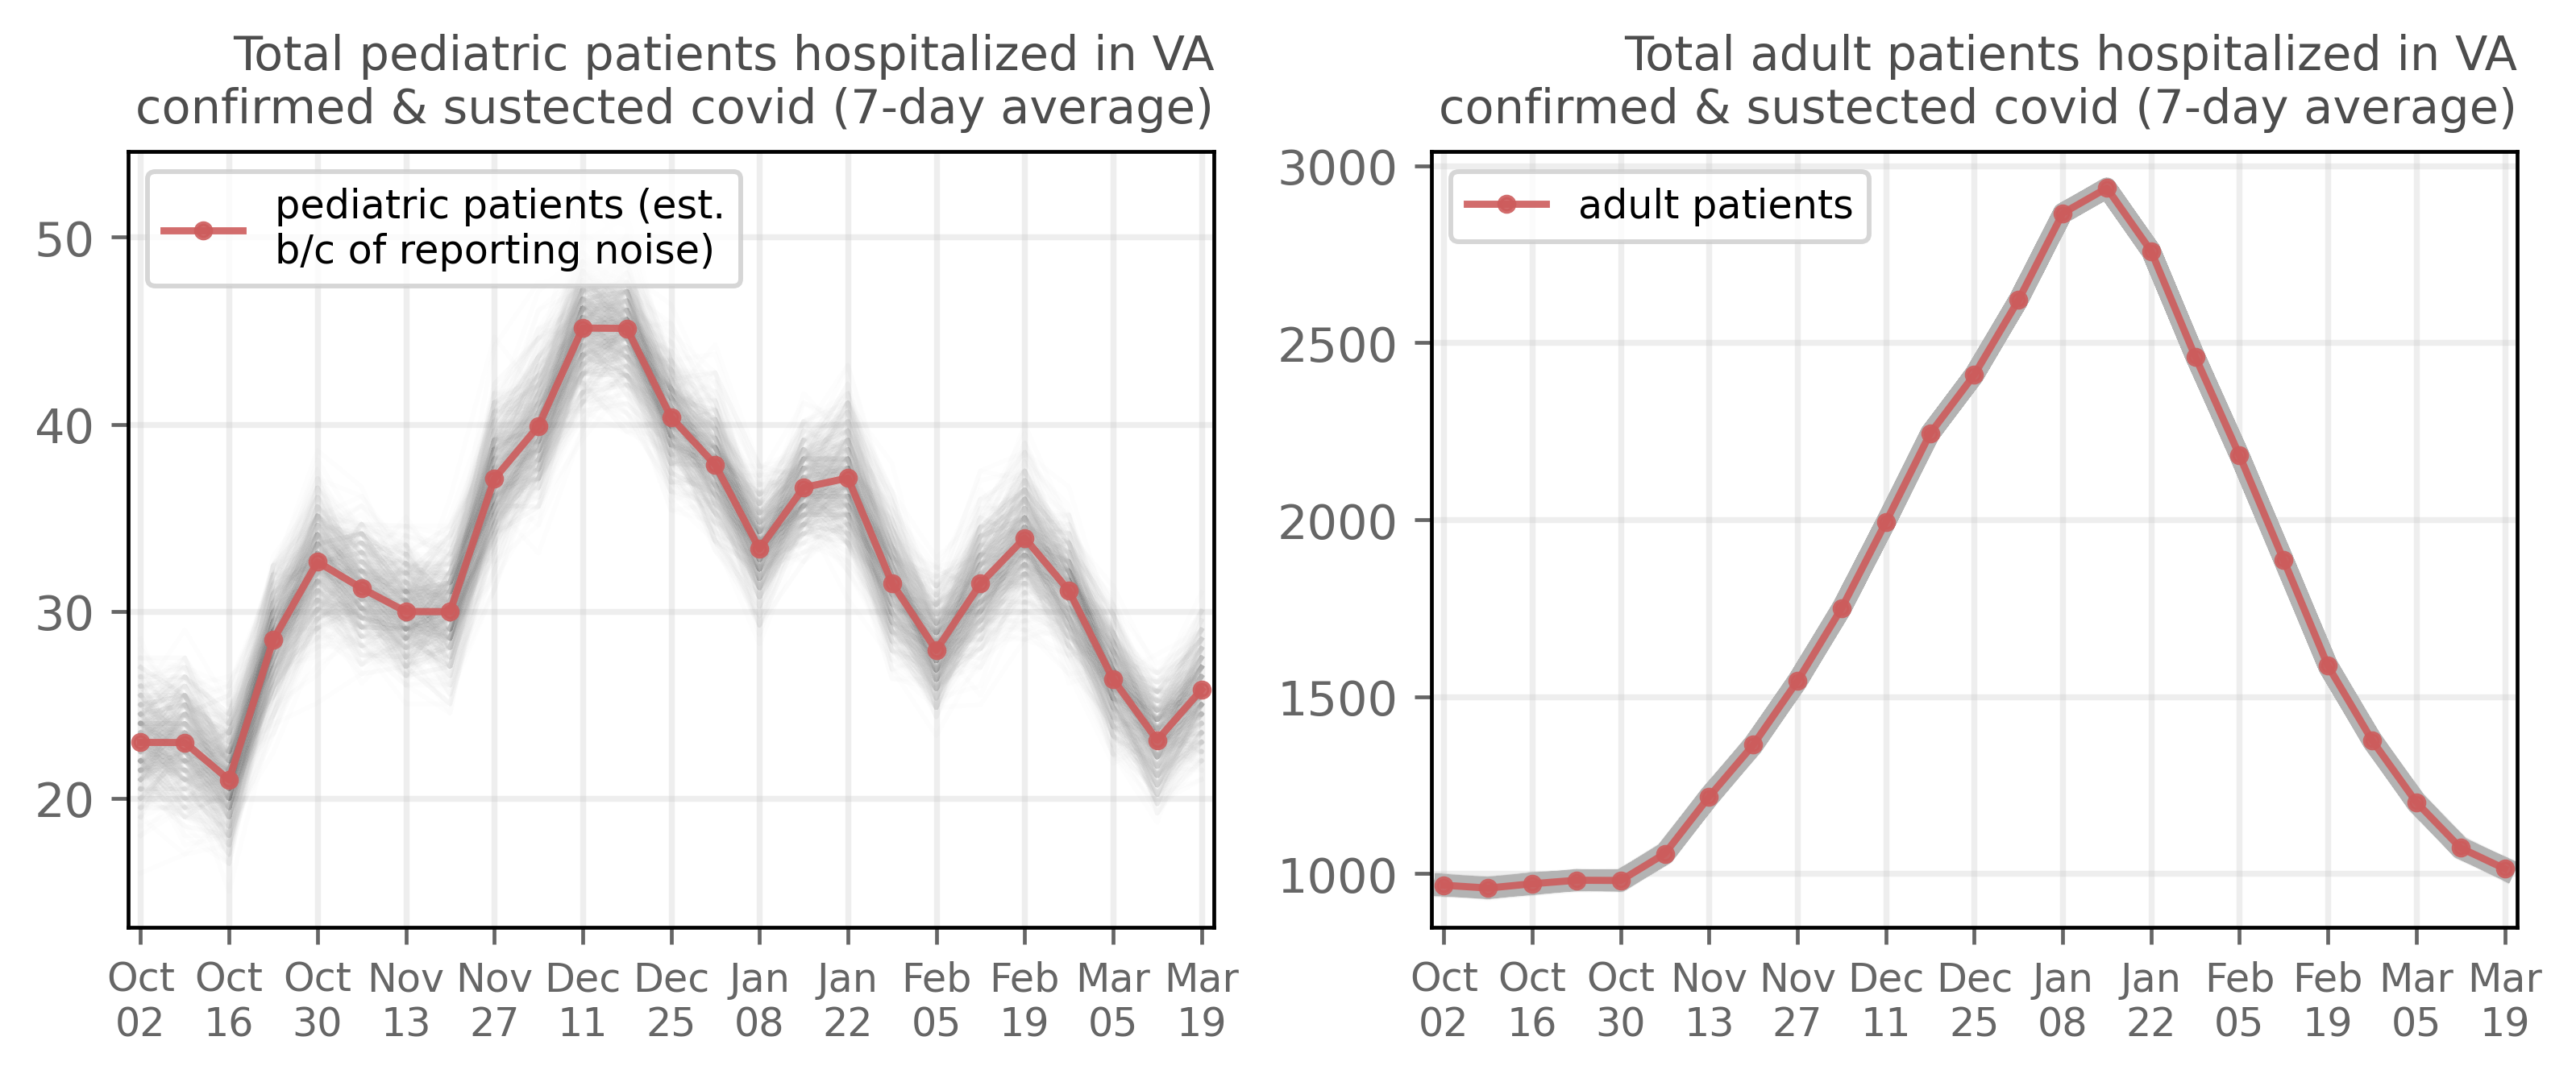 Total pediatric patients hospitalized in VA
confirmed & sustected covid (7-day average)
pediatric patients (est.
b/c of reporting noise)
50
40
30
20
Oct Oct Oct Nov Nov Dec Dec Jan Jan Feb Feb Mar Mar
02 16 30 13 27 11 25 08 22 05 19 05 19
Total adult patients hospitalized in VA
confirmed & sustected covid (7-day average)
adult patients
3000
2500
2000
1500
1000
Oct Oct Oct Nov Nov Dec Dec Jan Jan Feb Feb Mar Mar
02 16 30 13 27 11 25 08 22 05 19 05 19